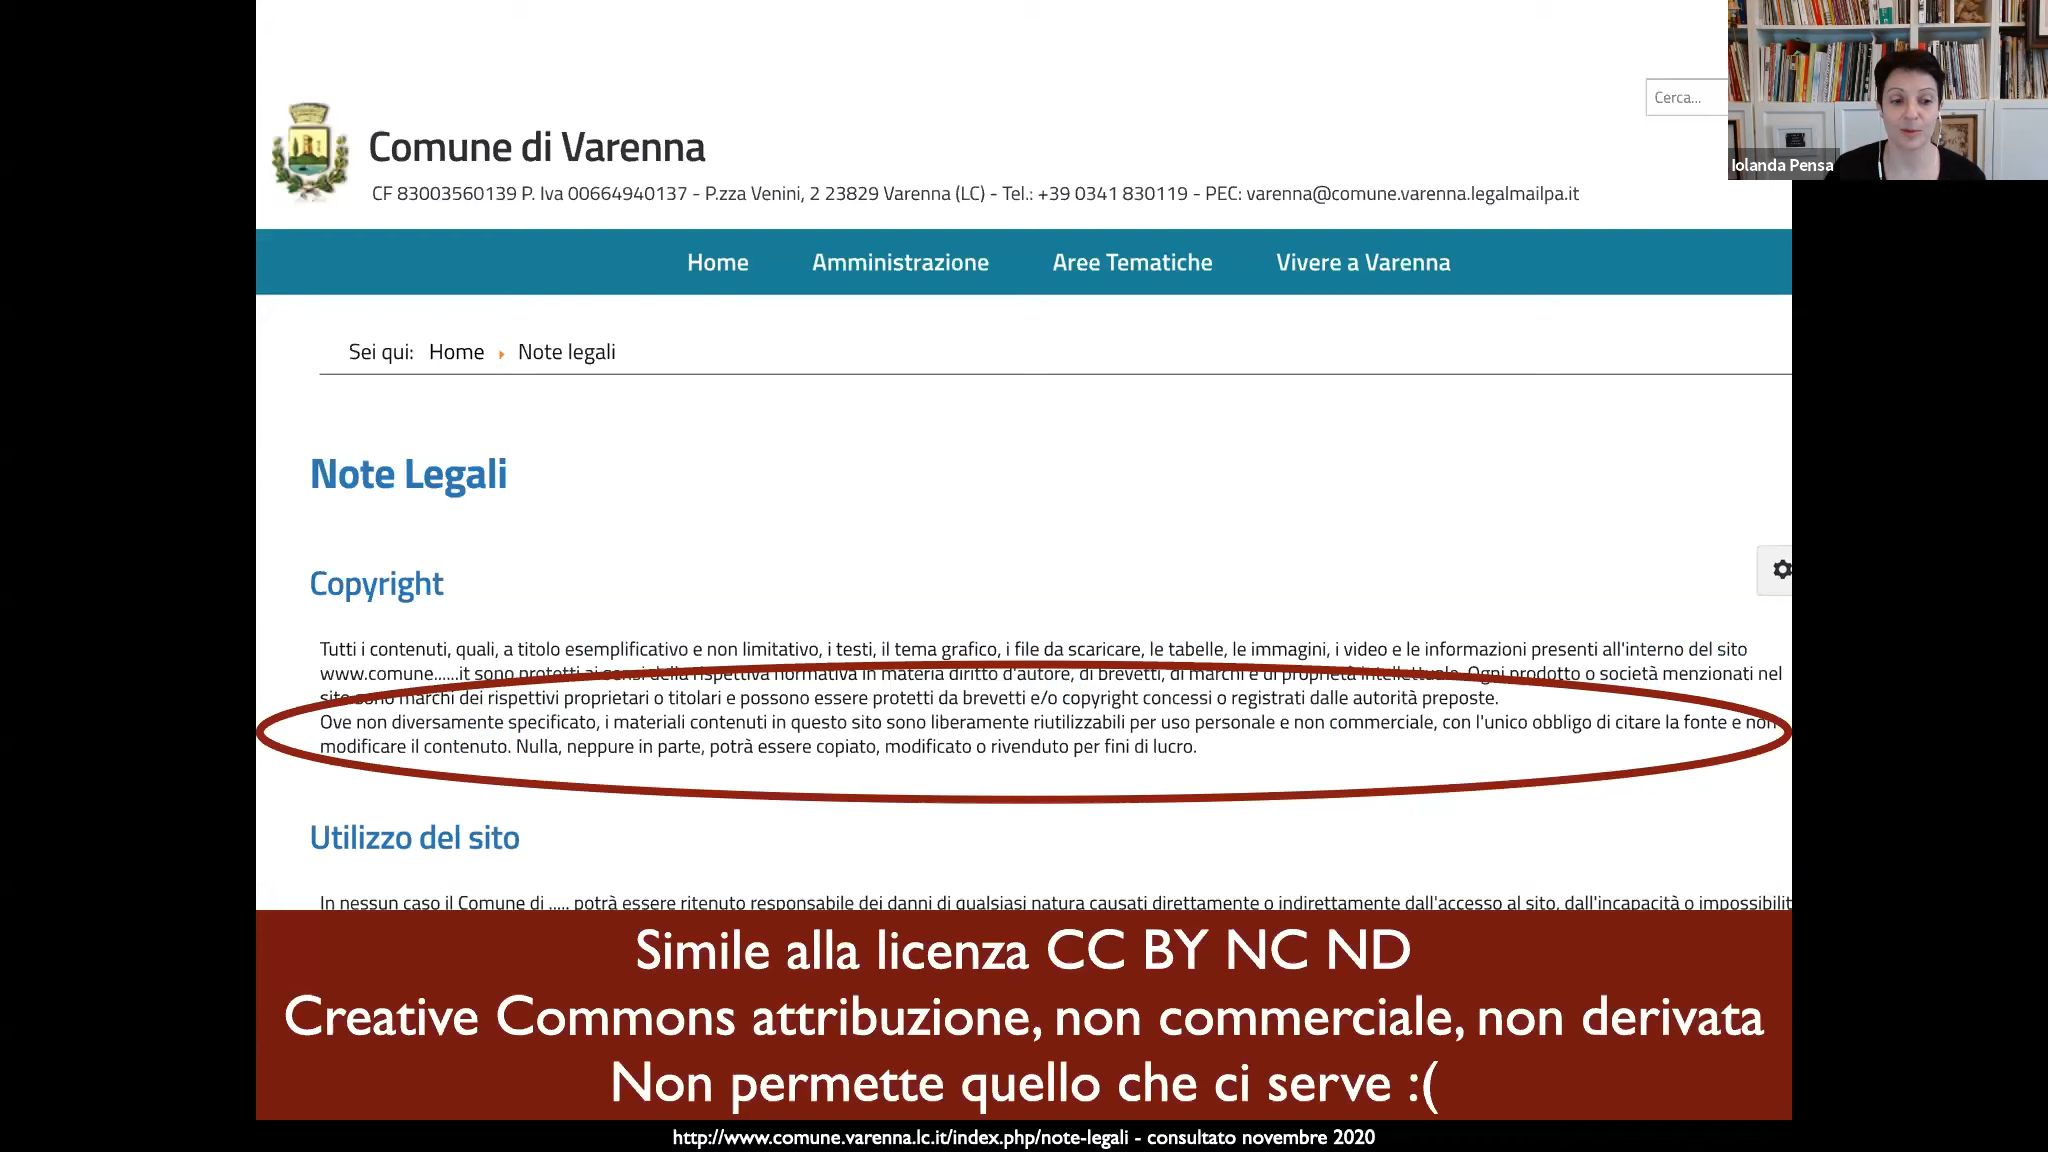 Cerca...
Iolanda Pensa
Comune di Varenna
CF 83003560139 P. Iva 00664940137 - P.zza Venini, 2 23829 Varenna (LC) - Tel.: +39 0341 830119 - PEC: varenna@comune.varenna.legalmailpa.it
Home Amministrazione Aree Tematiche Vivere a Varenna
Sei qui: Home Note legali
Note Legali
Copyright
Tutti i contenuti, quali, a titolo esemplificativo e non limitativo, i testi, il tema grafico, i file da scaricare, le tabelle, le immagini, i video e le informazioni presenti all'interno del sito
www.comune......it sono protetti ai sensi della rispettiva normativa in materia diritto d'autore, di brevetti, di marchi e di proprietà intellettuale. Ogni prodotto o società menzionati nel
sito sono marchi dei rispettivi proprietari o titolari e possono essere protetti da brevetti e/o copyright concessi o registrati dalle autorità preposte.
Ove non diversamente specificato, i materiali contenuti in questo sito sono liberamente riutilizzabili per uso personale e non commerciale, con l'unico obbligo di citare la fonte e non
modificare il contenuto. Nulla, neppure in parte, potrà essere copiato, modificato o rivenduto per fini di lucro.
Utilizzo del sito
In nessun caso il Comune di ..... potrà essere ritenuto responsabile dei danni di qualsiasi natura causati direttamente o indirettamente dall'accesso al sito, dall'incapacità o impossibilit
Simile alla licenza CC BY NC ND
Creative Commons attribuzione, non commerciale, non derivata
Non permette quello che ci serve :(
http://www.comune.varenna.lc.it/index.php/note-legali - consultato novembre 2020